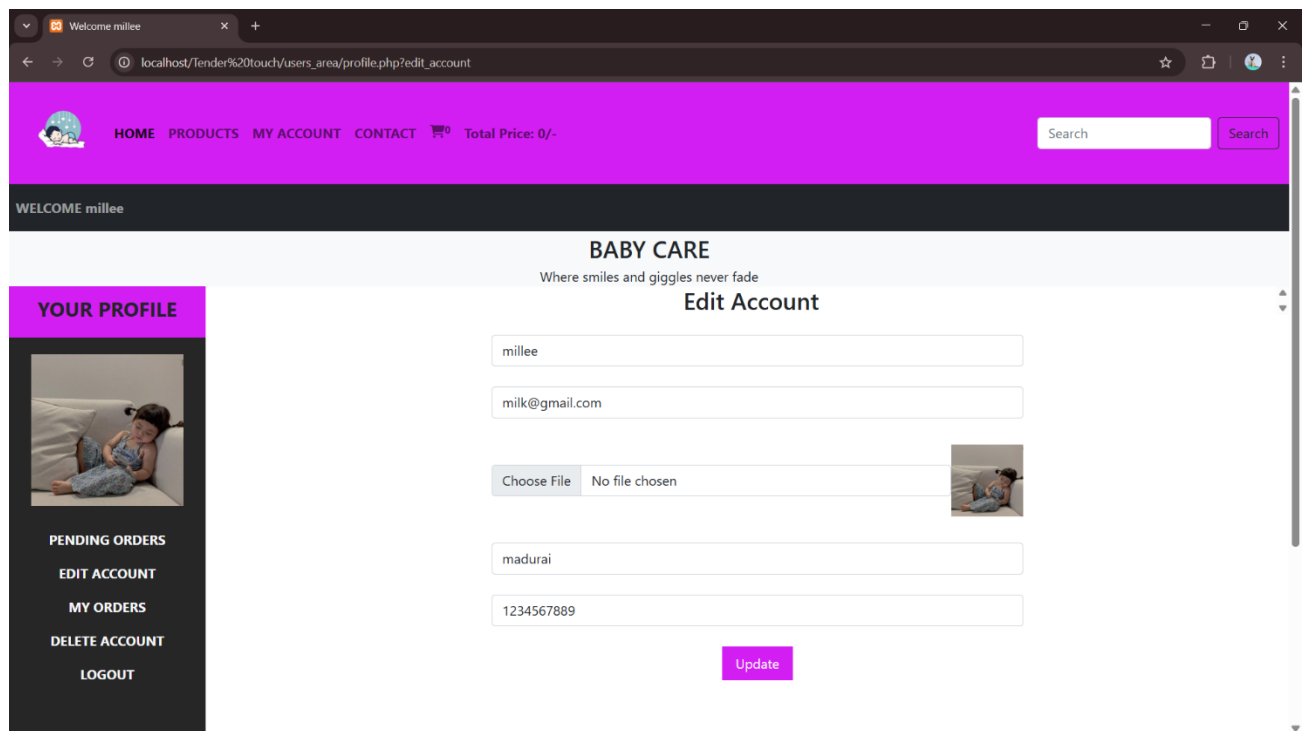 Welcome millee
localhost/Tender%20touch/users_area/profile.php?edit_account
HOME PRODUCTS MY ACCOUNT CONTACT 0 Total Price: 0/- Search Search
WELCOME millee
BABY CARE
Where smiles and giggles never fade
YOUR PROFILE
PENDING ORDERS
EDIT ACCOUNT
MY ORDERS
DELETE ACCOUNT
LOGOUT
Edit Account
millee
milk@gmail.com
Choose File No file chosen
madurai
1234567889
Update